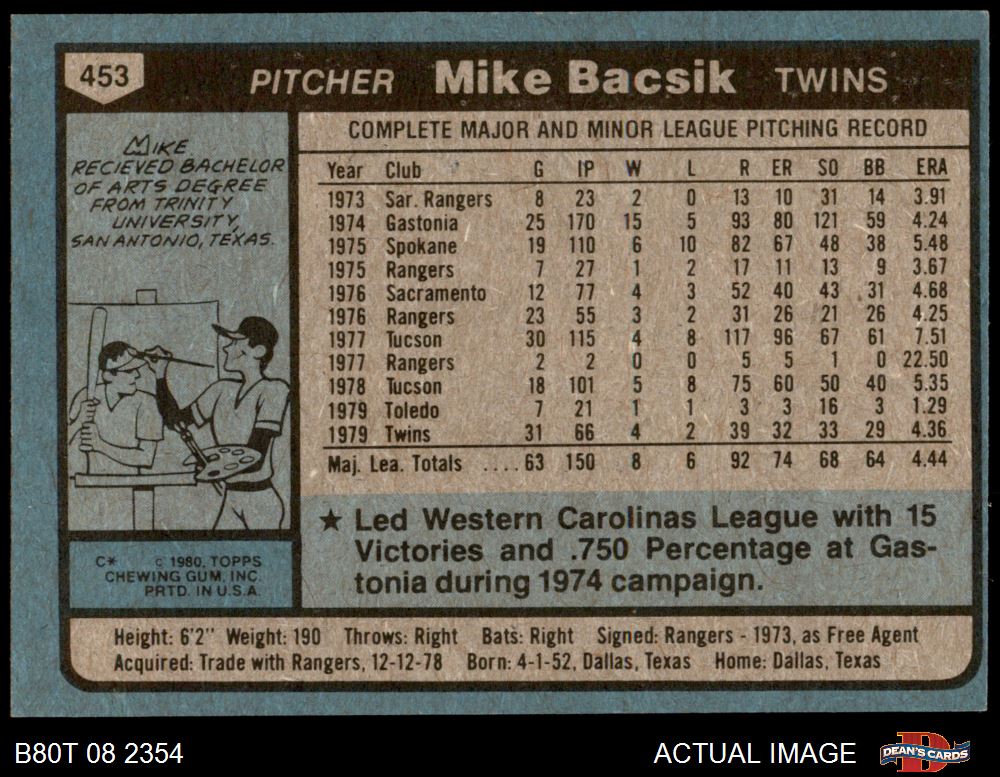 453
PITCHER Mike Bacsik TWINS
MIKE
RECIEVED BACHELOR
OF ARTS DEGREE
FROM TRINITY
UNIVERSITY,
SAN ANTONIO, TEXAS.
COMPLETE MAJOR AND MINOR LEAGUE PITCHING RECORD
Year Club G IP W L R ER SO BB ERA
1973 Sar. Rangers 8 23 2 0 13 10 31 14 3.91
1974 Gastonia 25 170 15 5 93 80 121 59 4.24
1975 Spokane 19 110 6 10 82 67 48 38 5.48
1975 Rangers 7 27 1 2 17 11 13 9 3.67
1976 Sacramento 12 77 4 3 52 40 43 31 4.68
1976 Rangers 23 55 3 2 31 26 21 26 4.25
1977 Tucson 30 115 4 8 117 96 67 61 7.51
1977 Rangers 2 2 0 0 5 5 1 0 22.50
1978 Tucson 18 101 5 8 75 60 50 40 5.35
1979 Toledo 7 21 1 1 3 3 16 3 1.29
1979 Twins 31 66 4 2 39 32 33 29 4.36
Maj. Lea. Totals ....63 150 8 6 92 74 68 64 4.44
★ Led Western Carolinas League with 15
Victories and .750 Percentage at Gas-
tonia during 1974 campaign.
C* © 1980, TOPPS
CHEWING GUM, INC.
PRTD. IN U.S.A.
Height: 6'2" Weight: 190 Throws: Right Bats: Right Signed: Rangers - 1973, as Free Agent
Acquired: Trade with Rangers, 12-12-78 Born: 4-1-52, Dallas, Texas Home: Dallas, Texas
B80T 08 2354 ACTUAL IMAGE DEAN'S CARDS